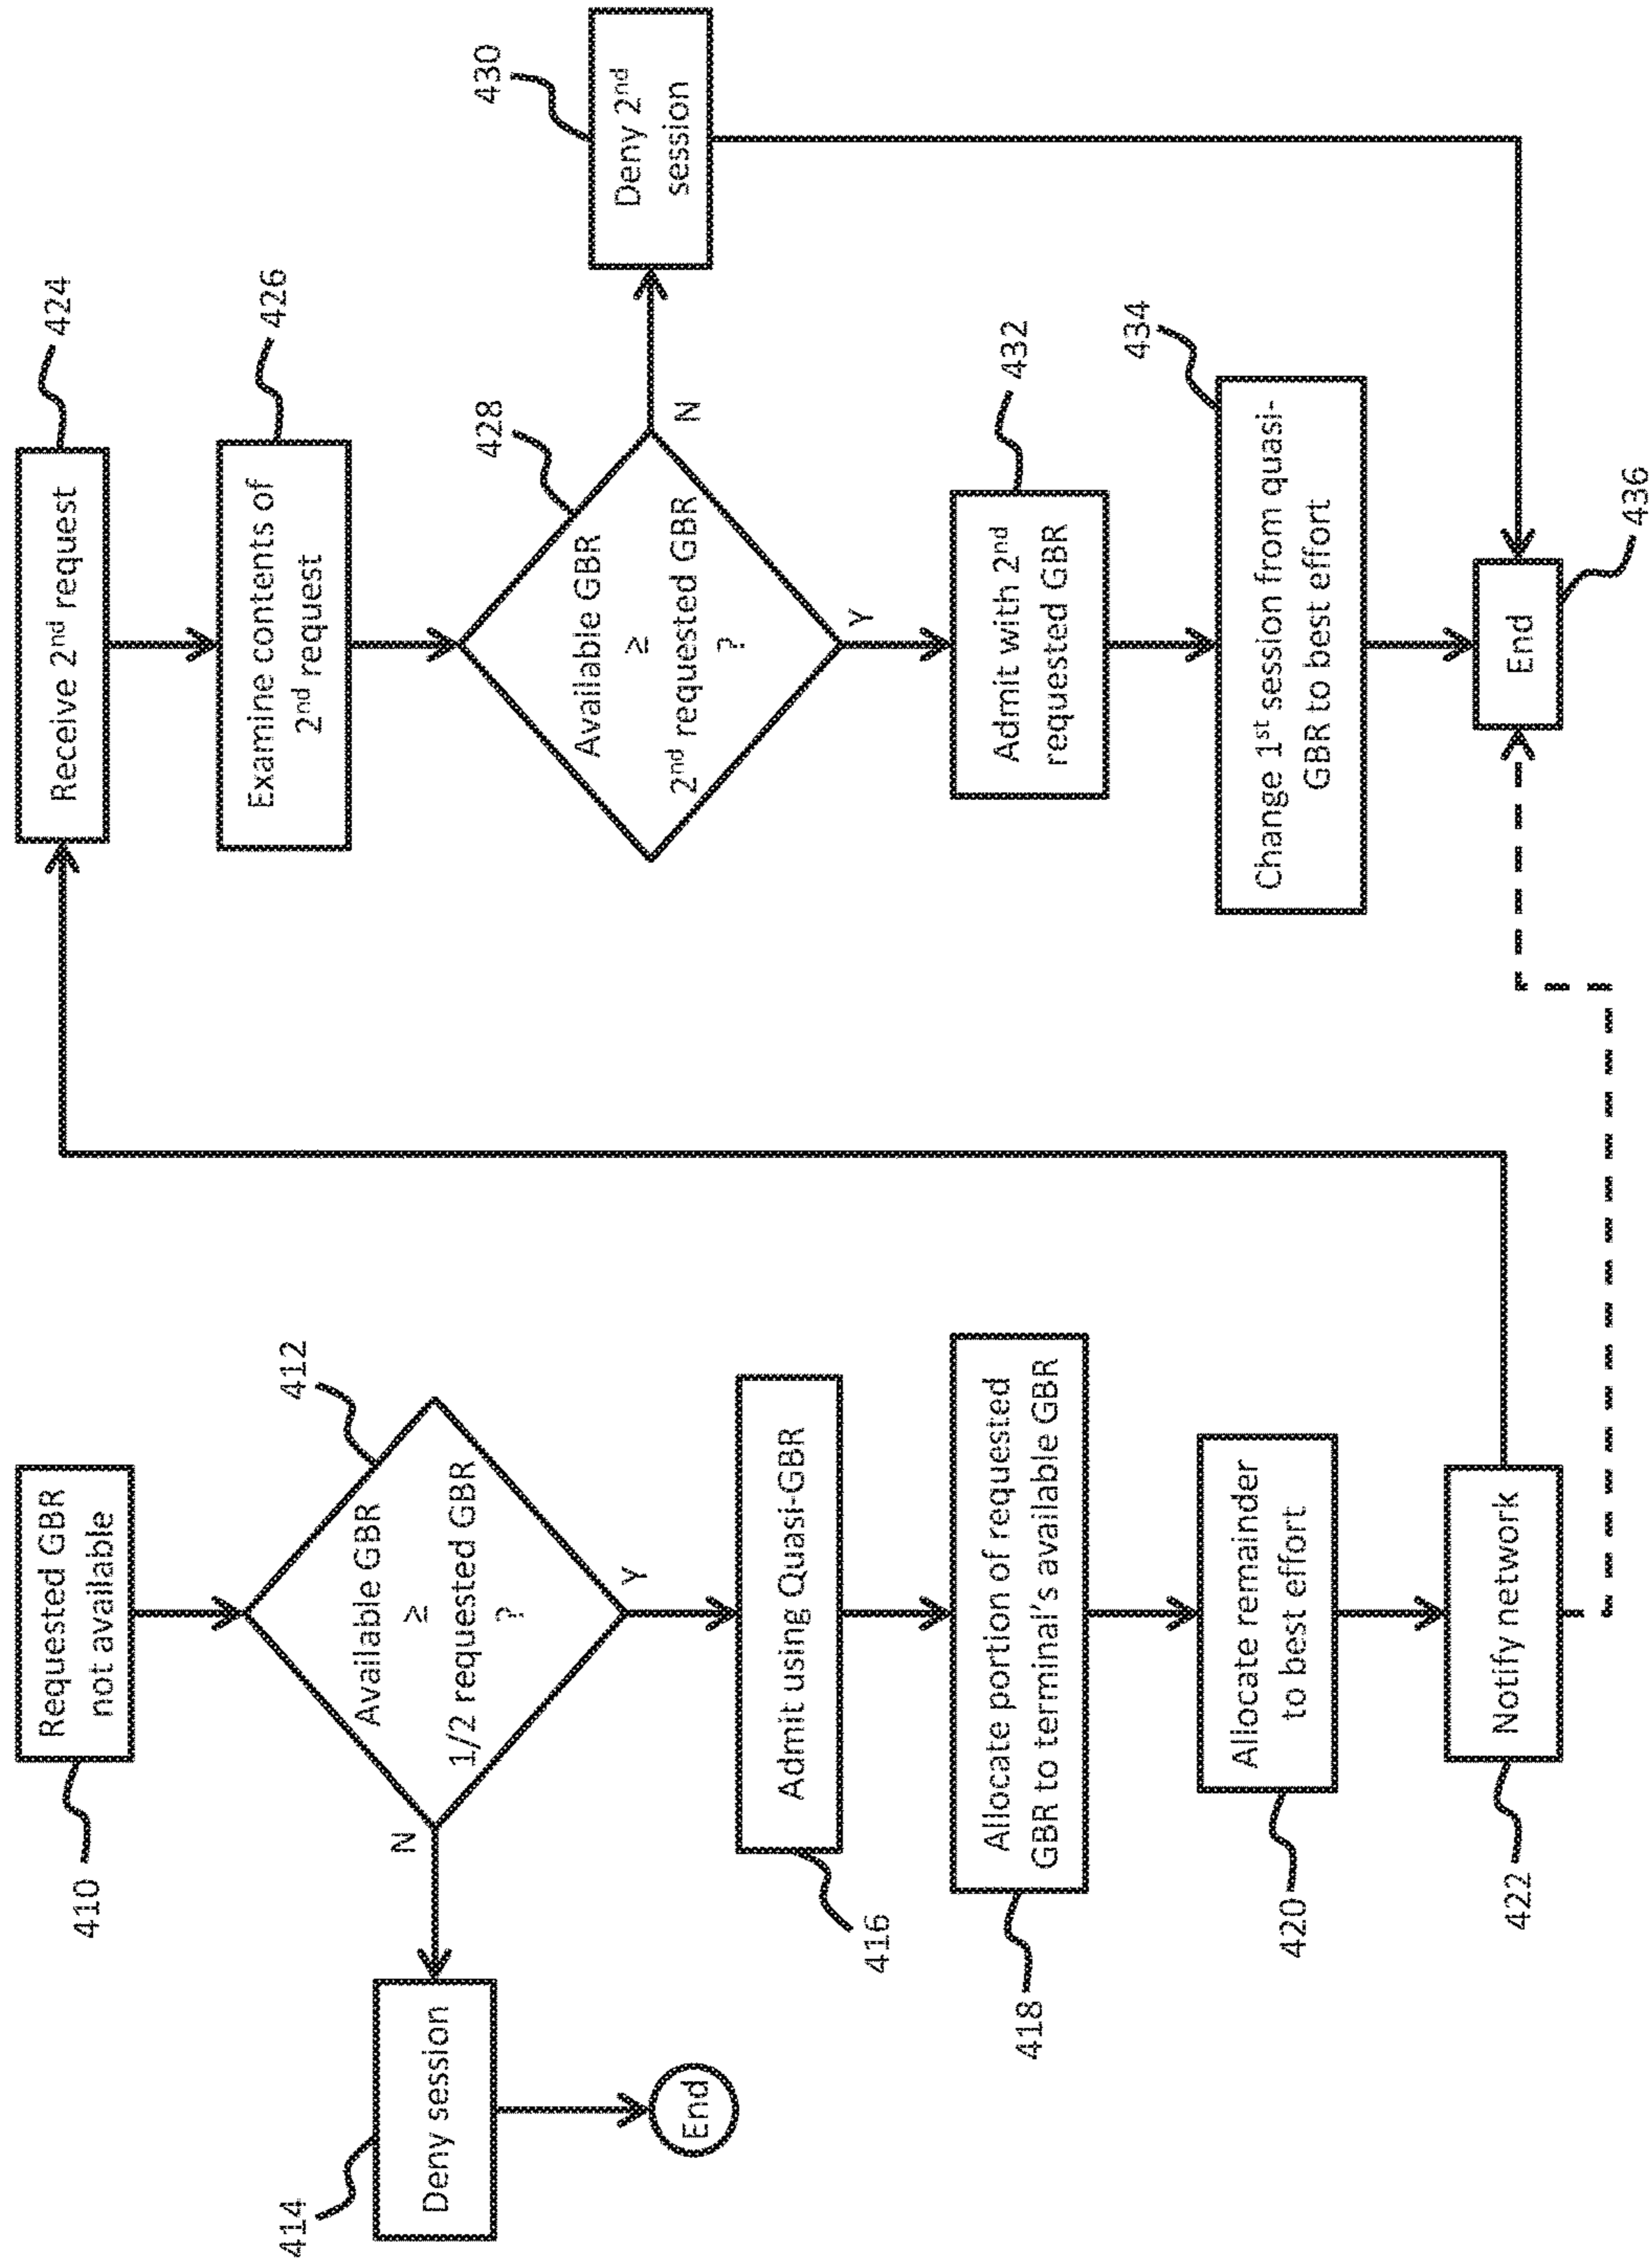 410
Requested GBR
not available
412
Available GBR
≥
1/2 requested GBR
?
N
Y
414
Deny session
End
416
Admit using Quasi-GBR
418
Allocate portion of requested
GBR to terminal's available GBR
420
Allocate remainder
to best effort
422
Notify network
424
Receive 2nd request
426
Examine contents of
2nd request
428
Available GBR
≥
2nd requested GBR
?
N
Y
430
Deny 2nd
session
432
Admit with 2nd
requested GBR
434
Change 1st session from quasi-
GBR to best effort
End
436